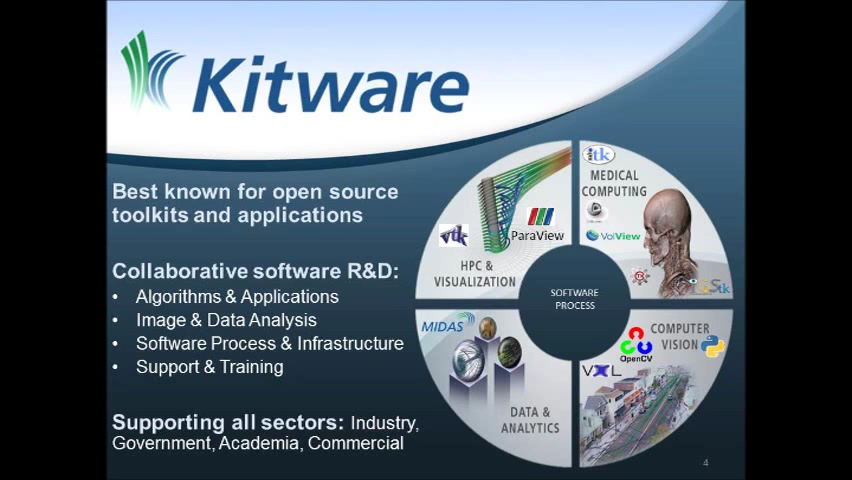 Kitware
Best known for open source
toolkits and applications
Collaborative software R&D:
• Algorithms & Applications
• Image & Data Analysis
• Software Process & Infrastructure
• Support & Training
Supporting all sectors: Industry,
Government, Academia, Commercial
vtk
ParaView
HPC &
VISUALIZATION
itk
MEDICAL
COMPUTING
VolView
SOFTWARE
PROCESS
MIDAS
DATA &
ANALYTICS
COMPUTER
VISION
OpenCV
VXL
4